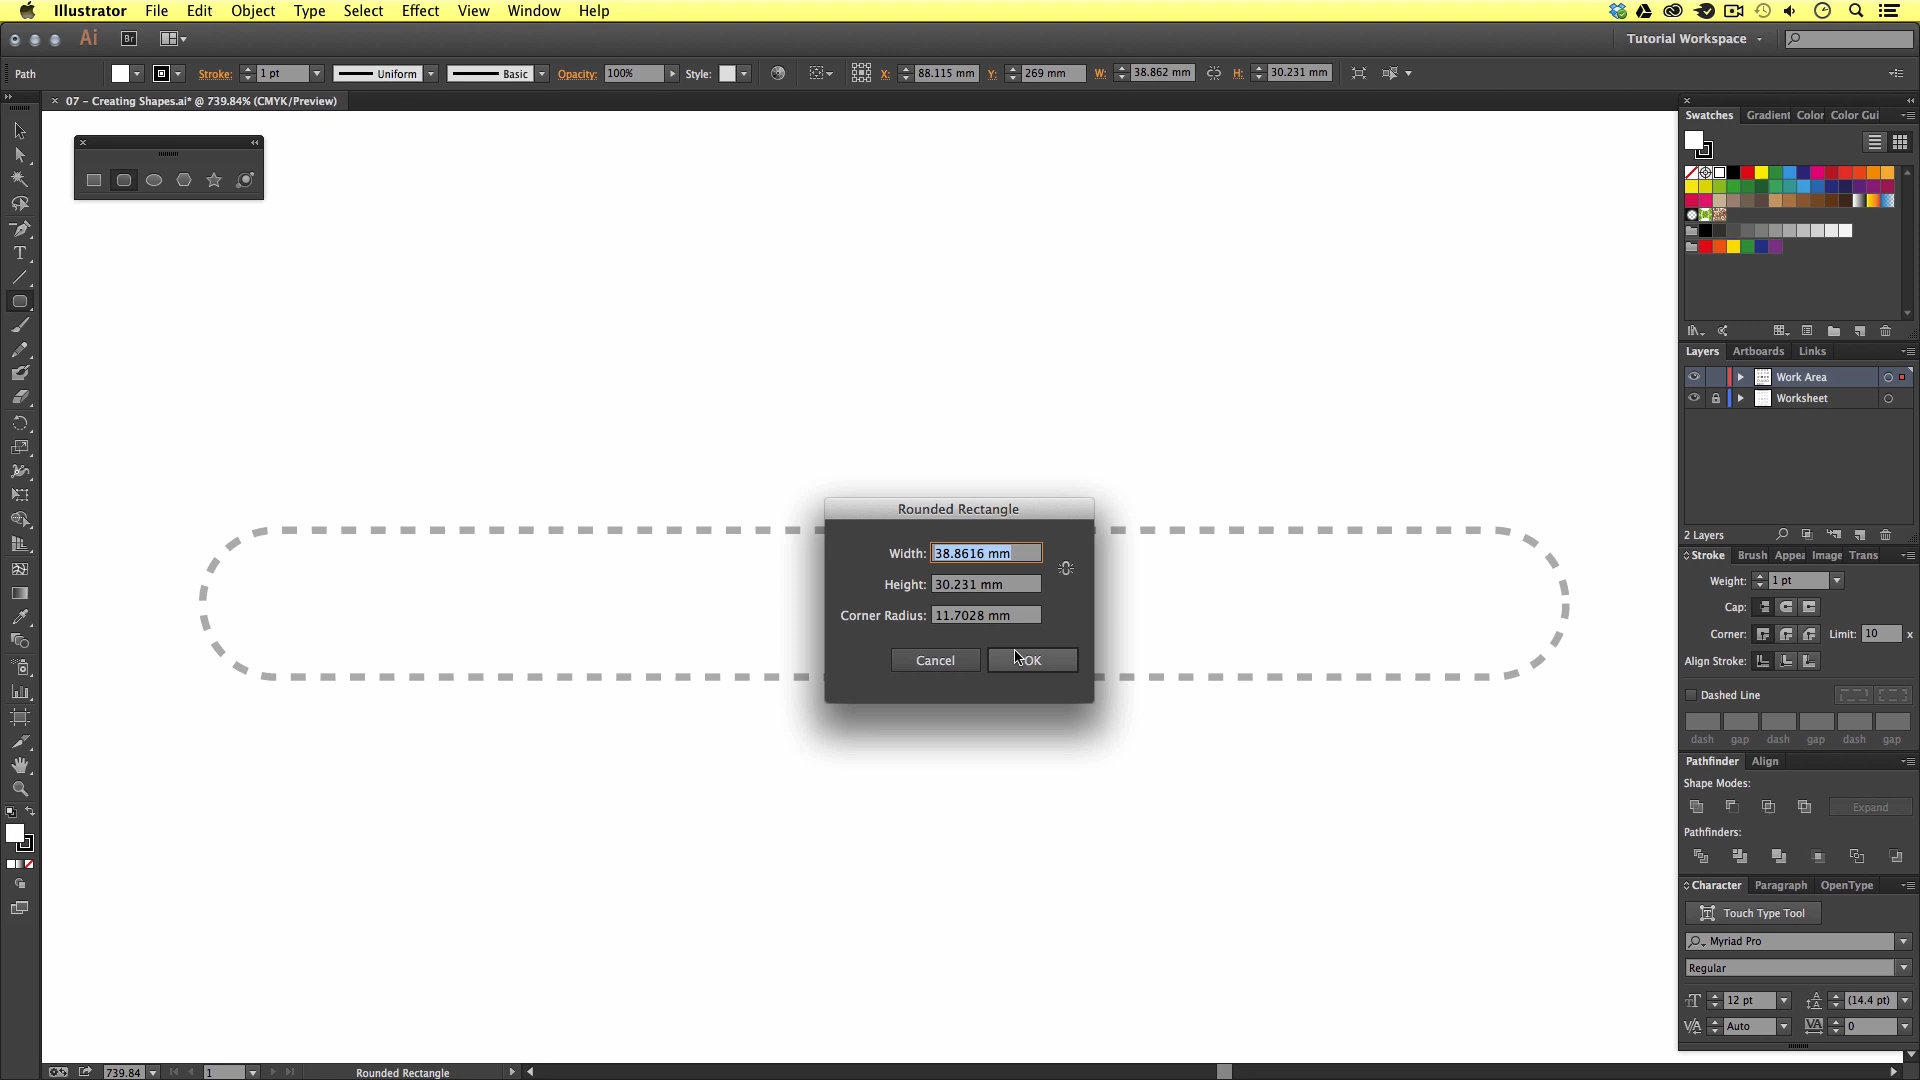 Illustrator File Edit Object Type Select Effect View Window Help
Ai Br Tutorial Workspace
Path Stroke: 1 pt Uniform Basic Opacity: 100% Style: X: 88.115 mm Y: 269 mm W: 38.862 mm H: 30.231 mm
× 07 – Creating Shapes.ai* @ 739.84% (CMYK/Preview)
Swatches Gradient Color Color Gui
Layers Artboards Links
Work Area
Worksheet
2 Layers
Rounded Rectangle
Width: 38.8616 mm
Height: 30.231 mm
Corner Radius: 11.7028 mm
Cancel OK
Stroke Brush Appea Image Trans
Weight: 1 pt
Cap:
Corner: Limit: 10 x
Align Stroke:
Dashed Line
dash gap dash gap dash gap
Pathfinder Align
Shape Modes:
Expand
Pathfinders:
Character Paragraph OpenType
Touch Type Tool
Myriad Pro
Regular
12 pt (14.4 pt)
Auto 0
739.84 1 Rounded Rectangle